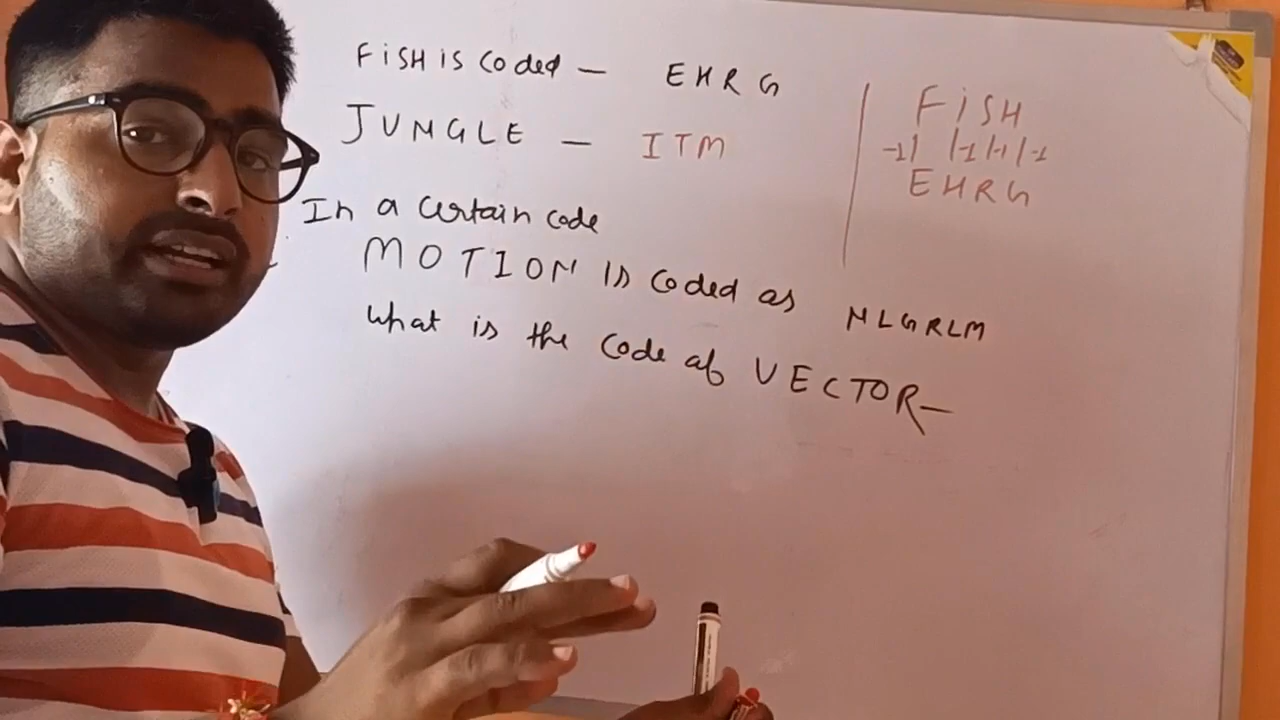 FiSH is Coded — EHRG
JUNGLE — ITM
In a certain code
MOTION is coded as NLGRLM
what is the code of VECTOR—
FiSH
-1| |-1 |-1 |-1
EHRG